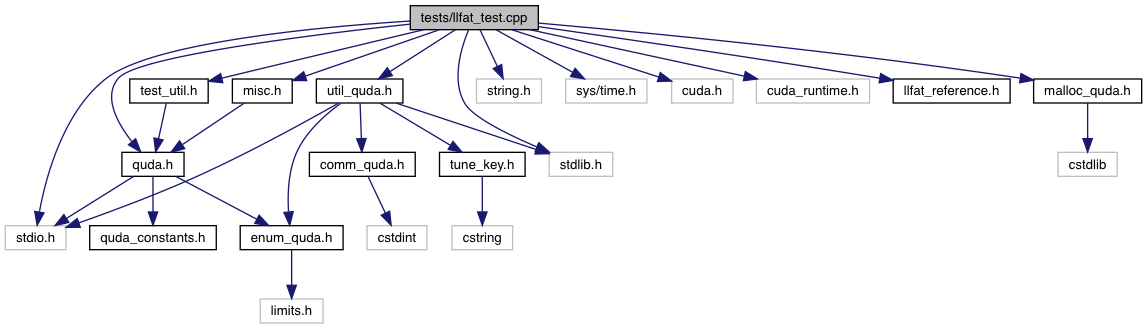 tests/llfat_test.cpp
test_util.h
misc.h
util_quda.h
string.h
sys/time.h
cuda.h
cuda_runtime.h
llfat_reference.h
malloc_quda.h
quda.h
comm_quda.h
tune_key.h
stdlib.h
cstdlib
stdio.h
quda_constants.h
enum_quda.h
cstdint
cstring
limits.h